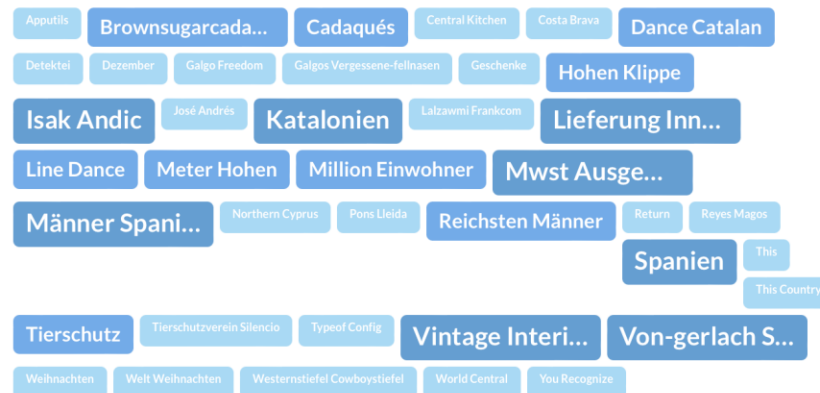 Apputils Brownsugarcada... Cadaqués Central Kitchen Costa Brava Dance Catalan
Detektei Dezember Galgo Freedom Galgos Vergessene-fellnasen Geschenke Hohen Klippe
Isak Andic José Andrés Katalonien Lalzawmi Frankcom Lieferung Inn...
Line Dance Meter Hohen Million Einwohner Mwst Ausge...
Männer Spani... Northern Cyprus Pons Lleida Reichsten Männer Return Reyes Magos
Spanien This
This Country
Tierschutz Tierschutzverein Silencio Typeof Config Vintage Interi... Von-gerlach S...
Weihnachten Welt Weihnachten Westernstiefel Cowboystiefel World Central You Recognize